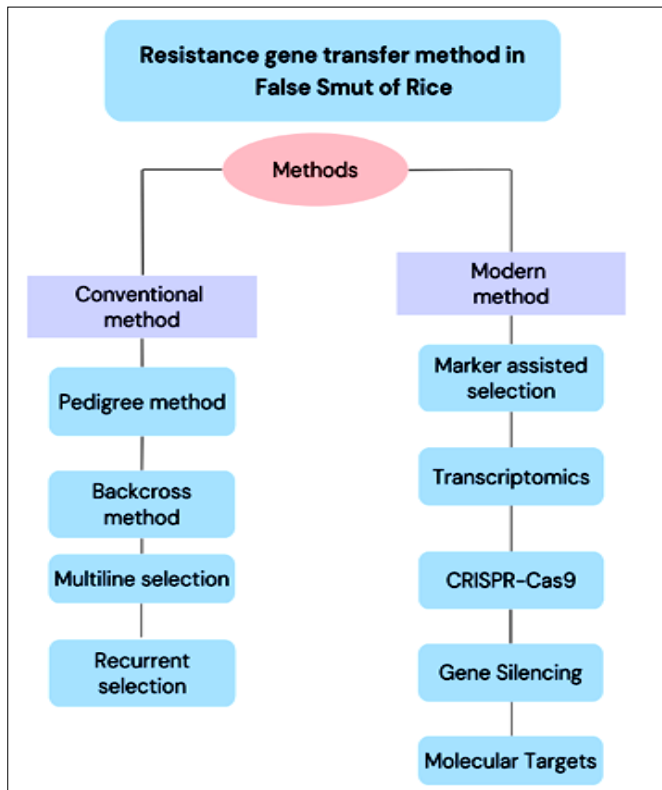 Resistance gene transfer method in
False Smut of Rice
Methods
Conventional
method
Pedigree method
Backcross
method
Multiline selection
Recurrent
selection
Modern
method
Marker assisted
selection
Transcriptomics
CRISPR-Cas9
Gene Silencing
Molecular Targets